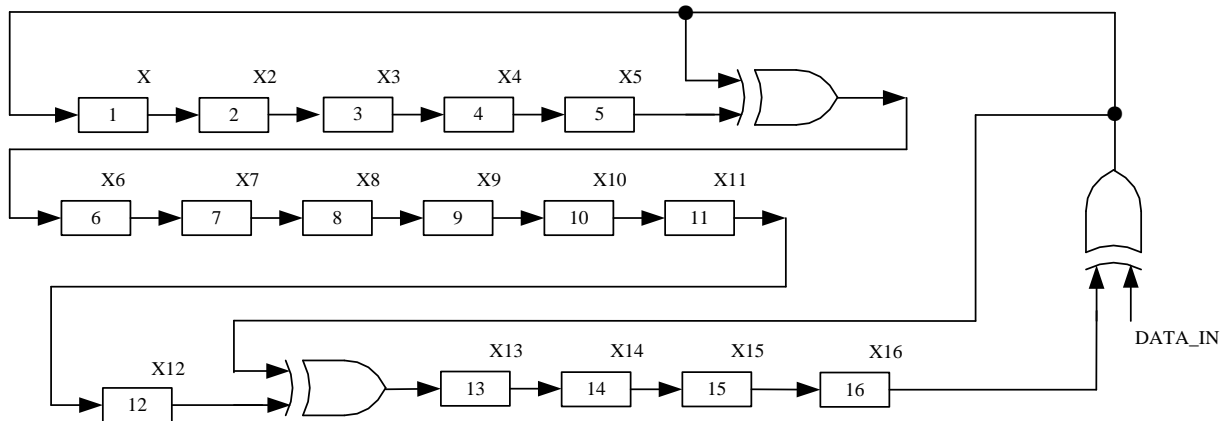 X X2 X3 X4 X5
1 2 3 4 5
X6 X7 X8 X9 X10 X11
6 7 8 9 10 11
DATA_IN
X12 X13 X14 X15 X16
12 13 14 15 16